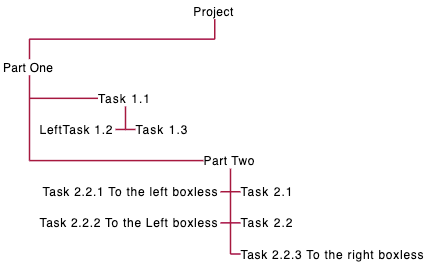 Project
Part One
Task 1.1
LeftTask 1.2 Task 1.3
Part Two
Task 2.2.1 To the left boxless Task 2.1
Task 2.2.2 To the Left boxless Task 2.2
Task 2.2.3 To the right boxless